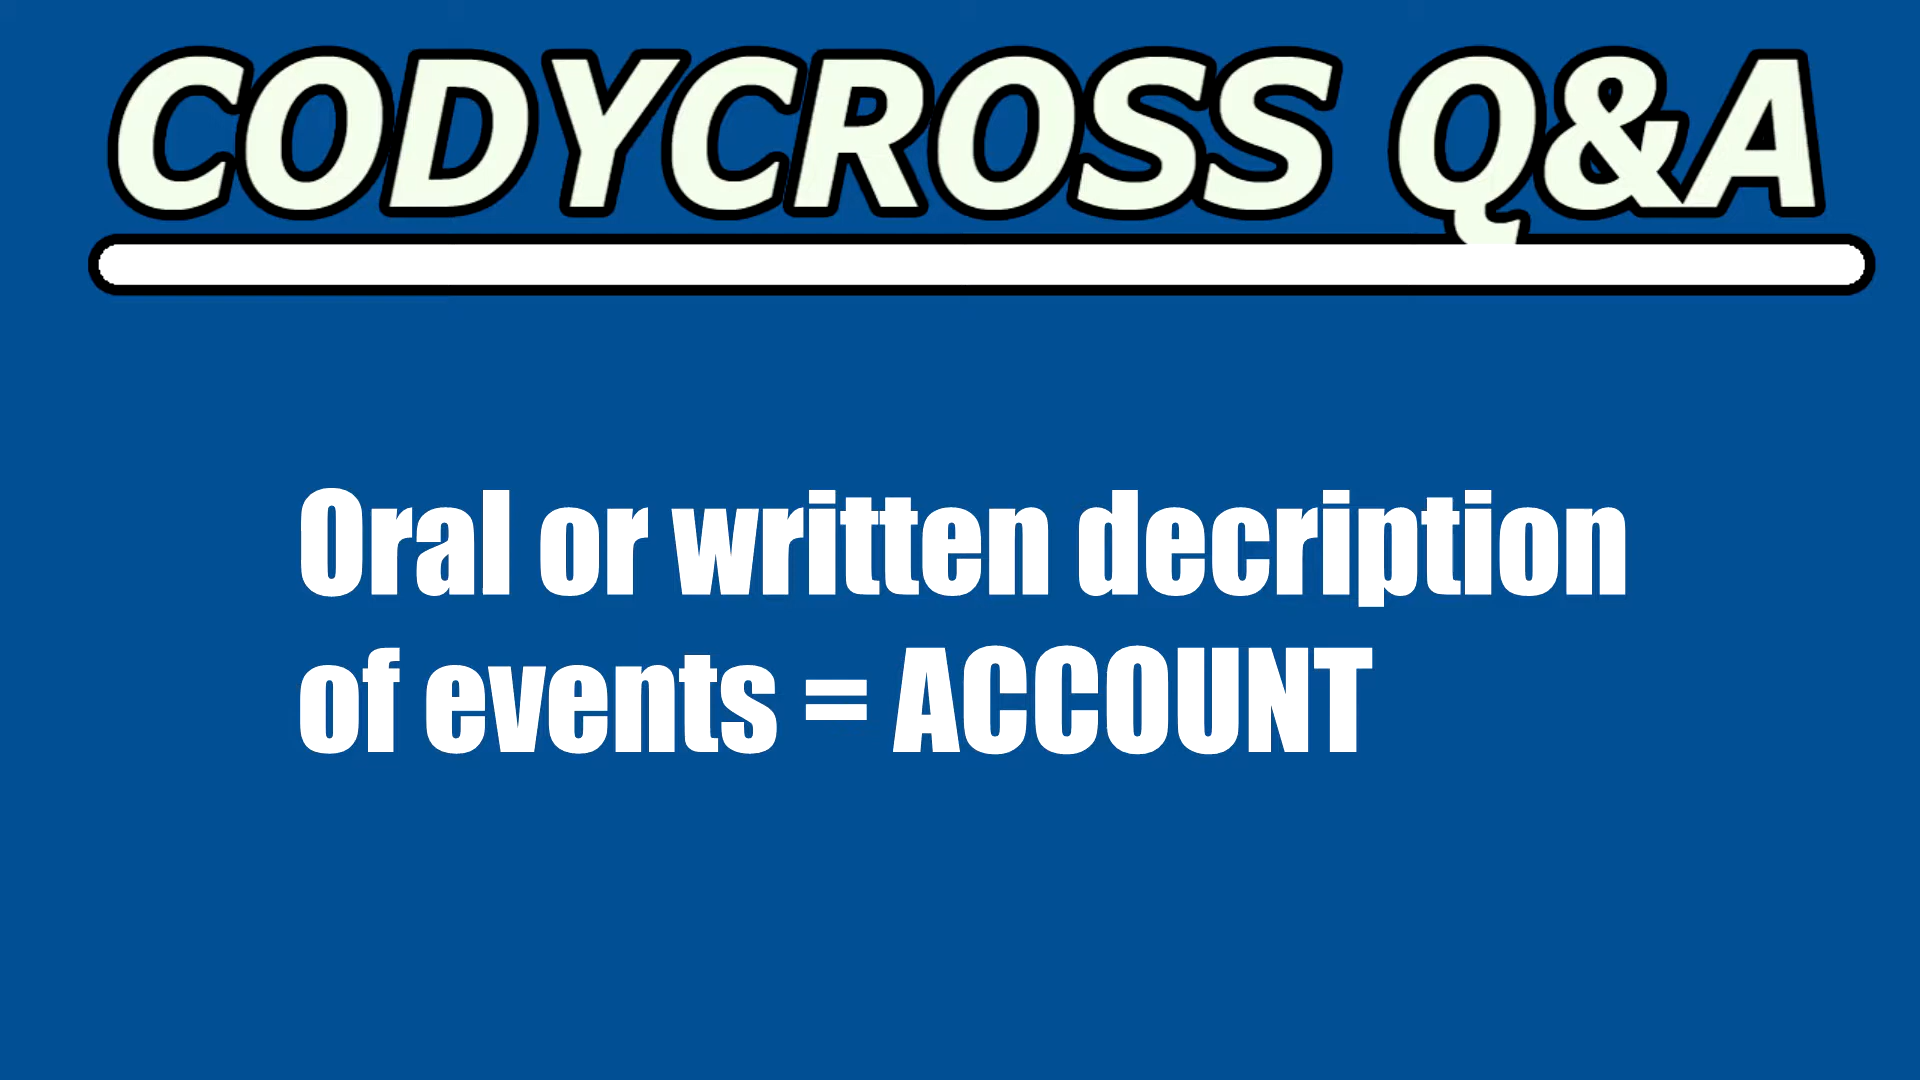 CODYCROSS Q&A
Oral or written decription
of events = ACCOUNT